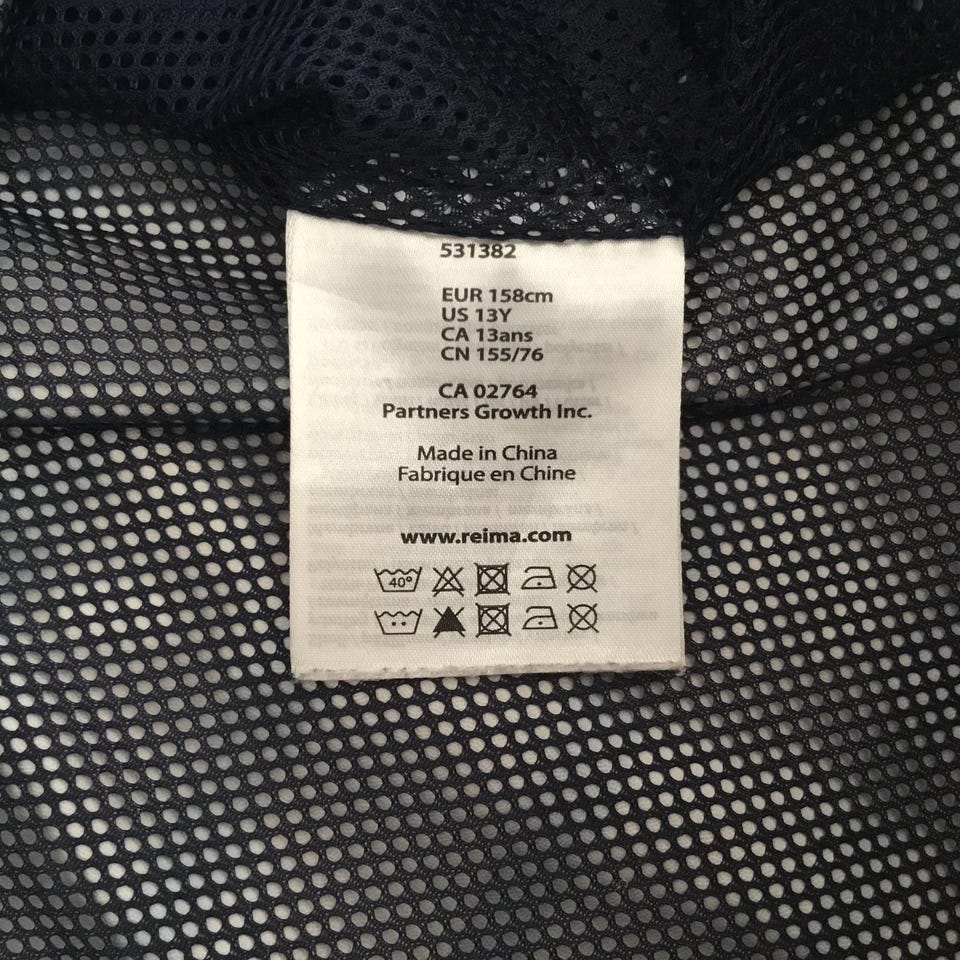 531382
EUR 158cm
US 13Y
CA 13ans
CN 155/76
CA 02764
Partners Growth Inc.
Made in China
Fabrique en Chine
www.reima.com
40°